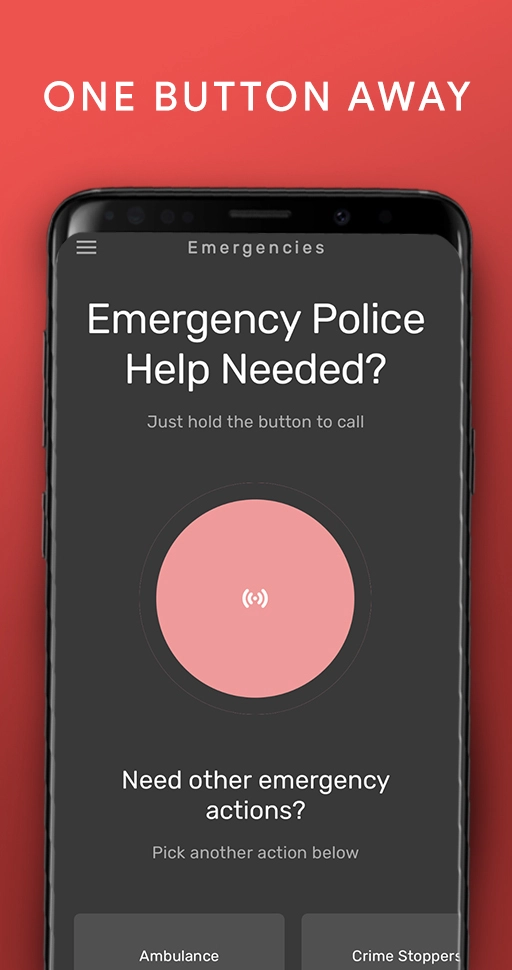 ONE BUTTON AWAY
Emergencies
Emergency Police
Help Needed?
Just hold the button to call
Need other emergency
actions?
Pick another action below
Ambulance
Crime Stoppers